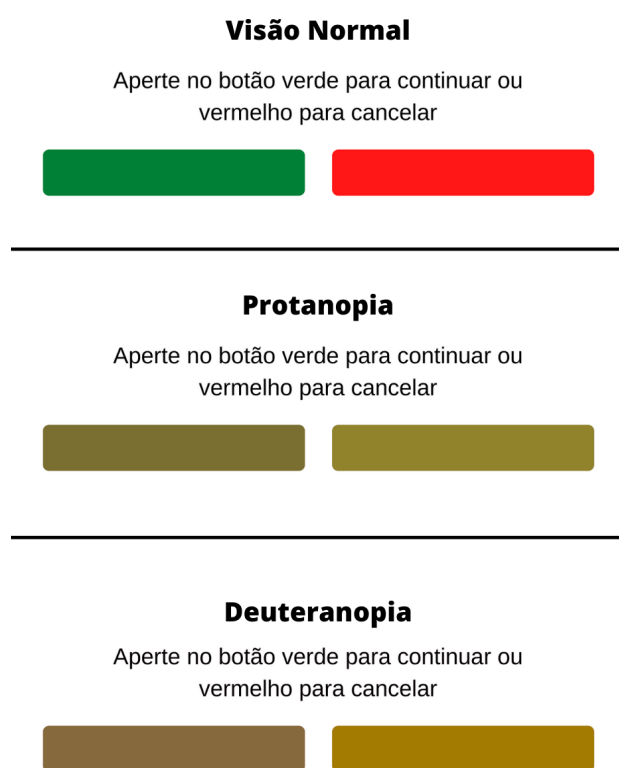 Visão Normal
Aperte no botão verde para continuar ou
vermelho para cancelar
Protanopia
Aperte no botão verde para continuar ou
vermelho para cancelar
Deuteranopia
Aperte no botão verde para continuar ou
vermelho para cancelar